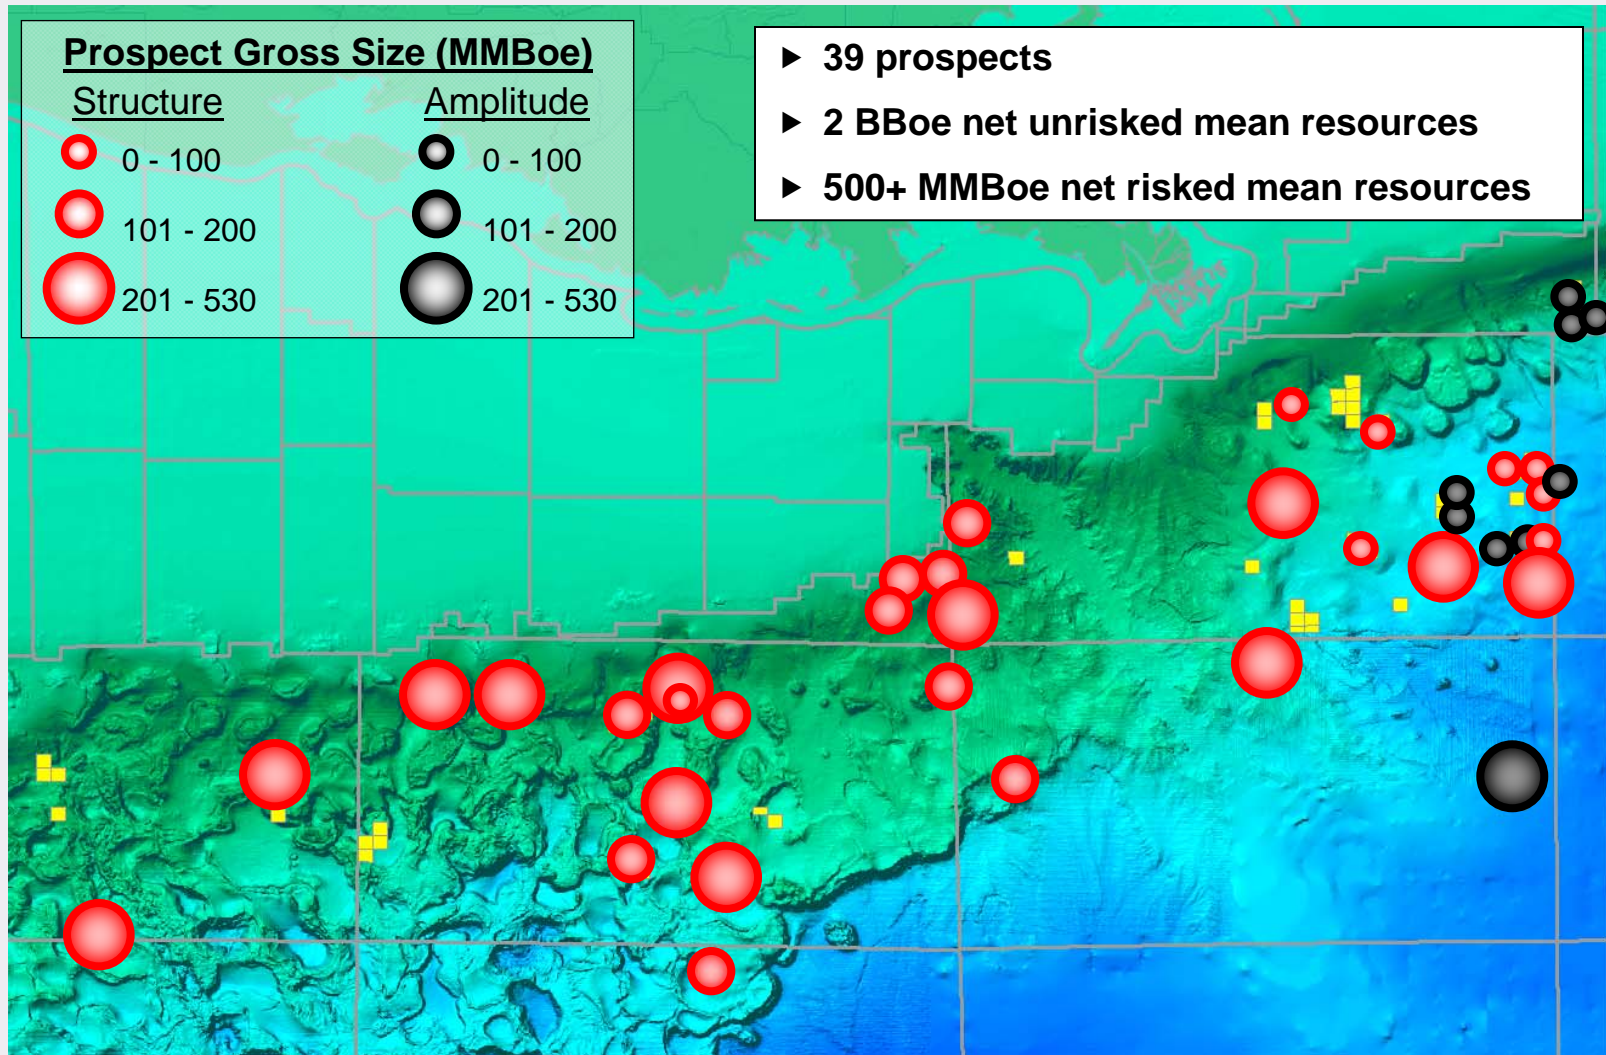 Prospect Gross Size (MMBoe)
Structure Amplitude
0 - 100 0 - 100
101 - 200 101 - 200
201 - 530 201 - 530
► 39 prospects
► 2 BBoe net unrisked mean resources
► 500+ MMBoe net risked mean resources